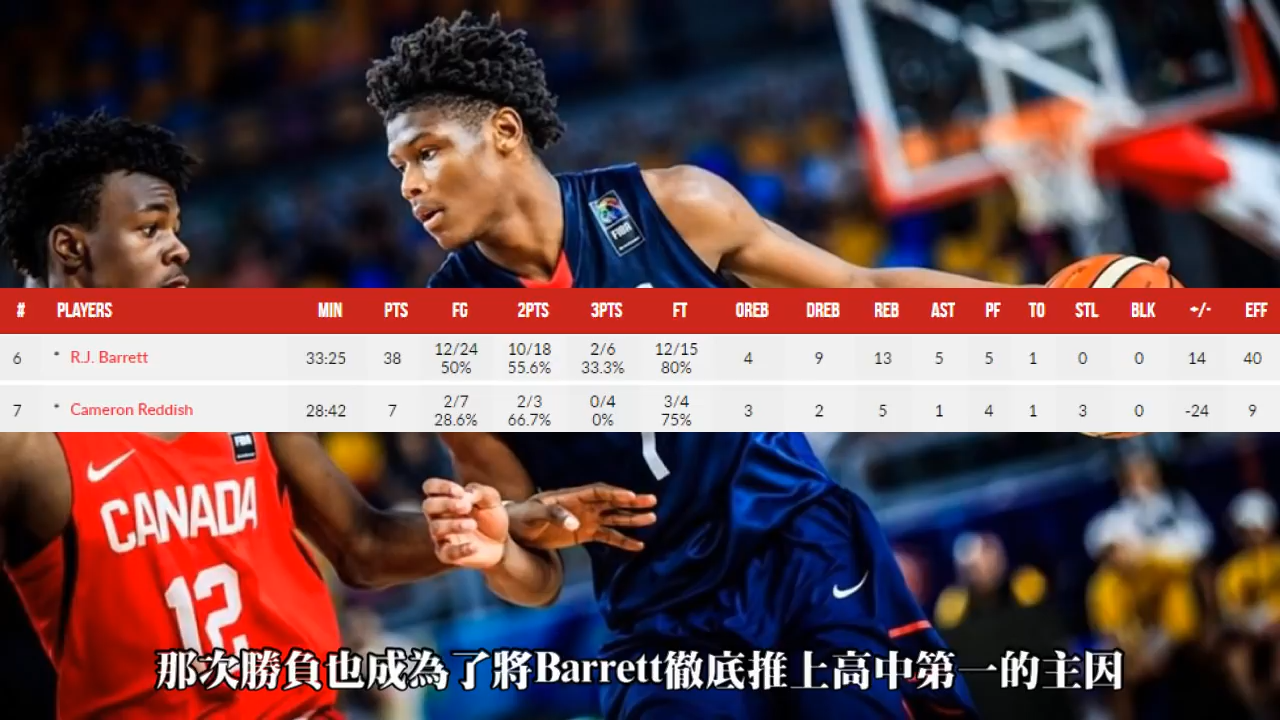 # PLAYERS MIN PTS FG 2PTS 3PTS FT OREB DREB REB AST PF TO STL BLK +/- EFF
6 * R.J. Barrett 33:25 38 12/24 50% 10/18 55.6% 2/6 33.3% 12/15 80% 4 9 13 5 5 1 0 0 14 40
7 * Cameron Reddish 28:42 7 2/7 28.6% 2/3 66.7% 0/4 0% 3/4 75% 3 2 5 1 4 1 3 0 -24 9
FIBA
FIBA
CANADA
12
那次勝負也成為了將Barrett徹底推上高中第一的主因